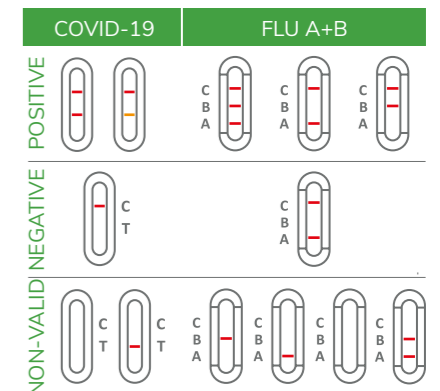 COVID-19 FLU A+B
POSITIVE
C C C
B B B
A A A
NEGATIVE
C C
T B
A
NON-VALID
C C C C C C
T T B B B B
A A A A